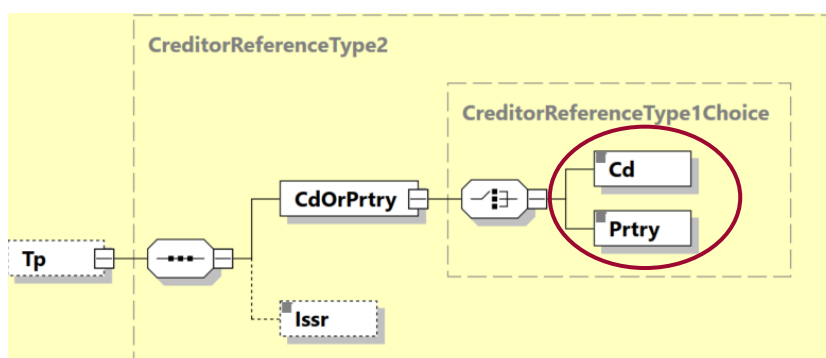 CreditorReferenceType2
CreditorReferenceType1Choice
Cd
CdOrPrtry
Prtry
Tp
Issr